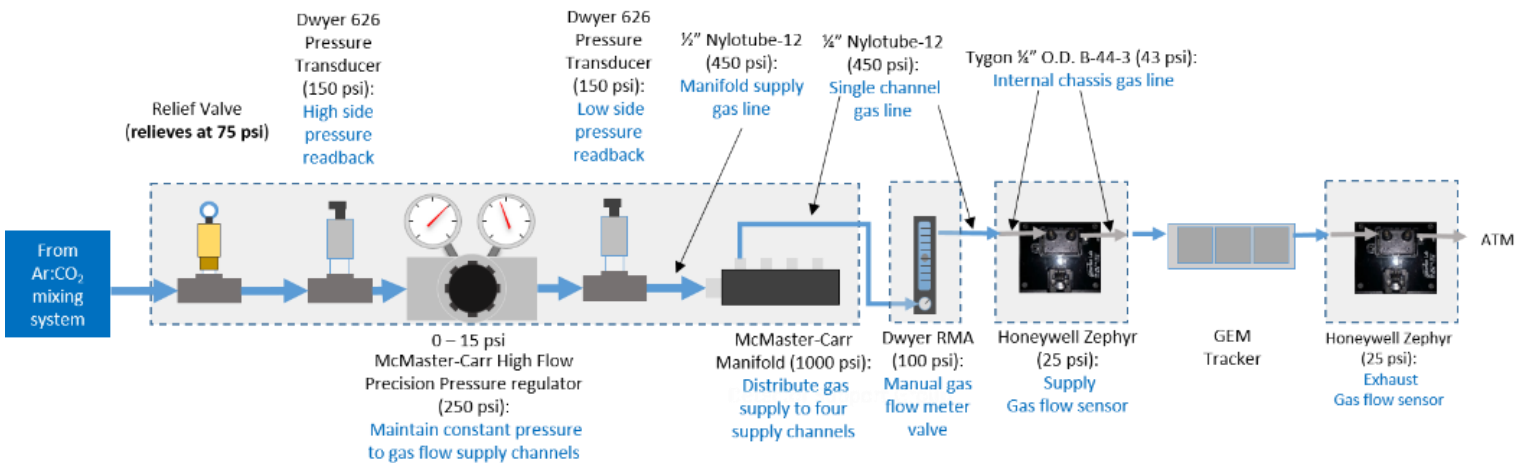 Relief Valve
(relieves at 75 psi)
Dwyer 626
Pressure
Transducer
(150 psi):
High side
pressure
readback
Dwyer 626
Pressure
Transducer
(150 psi):
Low side
pressure
readback
½” Nylotube-12
(450 psi):
Manifold supply
gas line
¼” Nylotube-12
(450 psi):
Single channel
gas line
Tygon ¼” O.D. B-44-3 (43 psi):
Internal chassis gas line
From
Ar:CO₂
mixing
system
ATM
0 – 15 psi
McMaster-Carr High Flow
Precision Pressure regulator
(250 psi):
Maintain constant pressure
to gas flow supply channels
McMaster-Carr
Manifold (1000 psi):
Distribute gas
supply to four
supply channels
Dwyer RMA
(100 psi):
Manual gas
flow meter
valve
Honeywell Zephyr
(25 psi):
Supply
Gas flow sensor
GEM
Tracker
Honeywell Zephyr
(25 psi):
Exhaust
Gas flow sensor